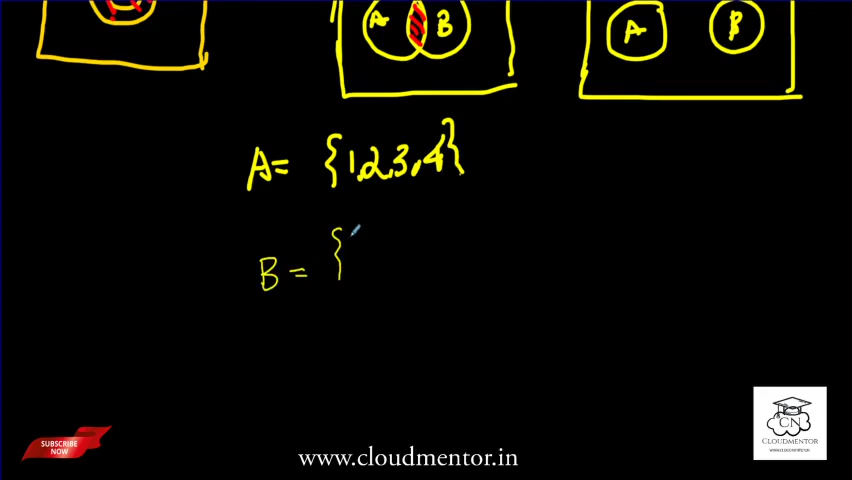 A B A B
A= {1,2,3,4}
B = {
SUBSCRIBE
NOW
CN
CLOUDMENTOR
www.cloudmentor.in